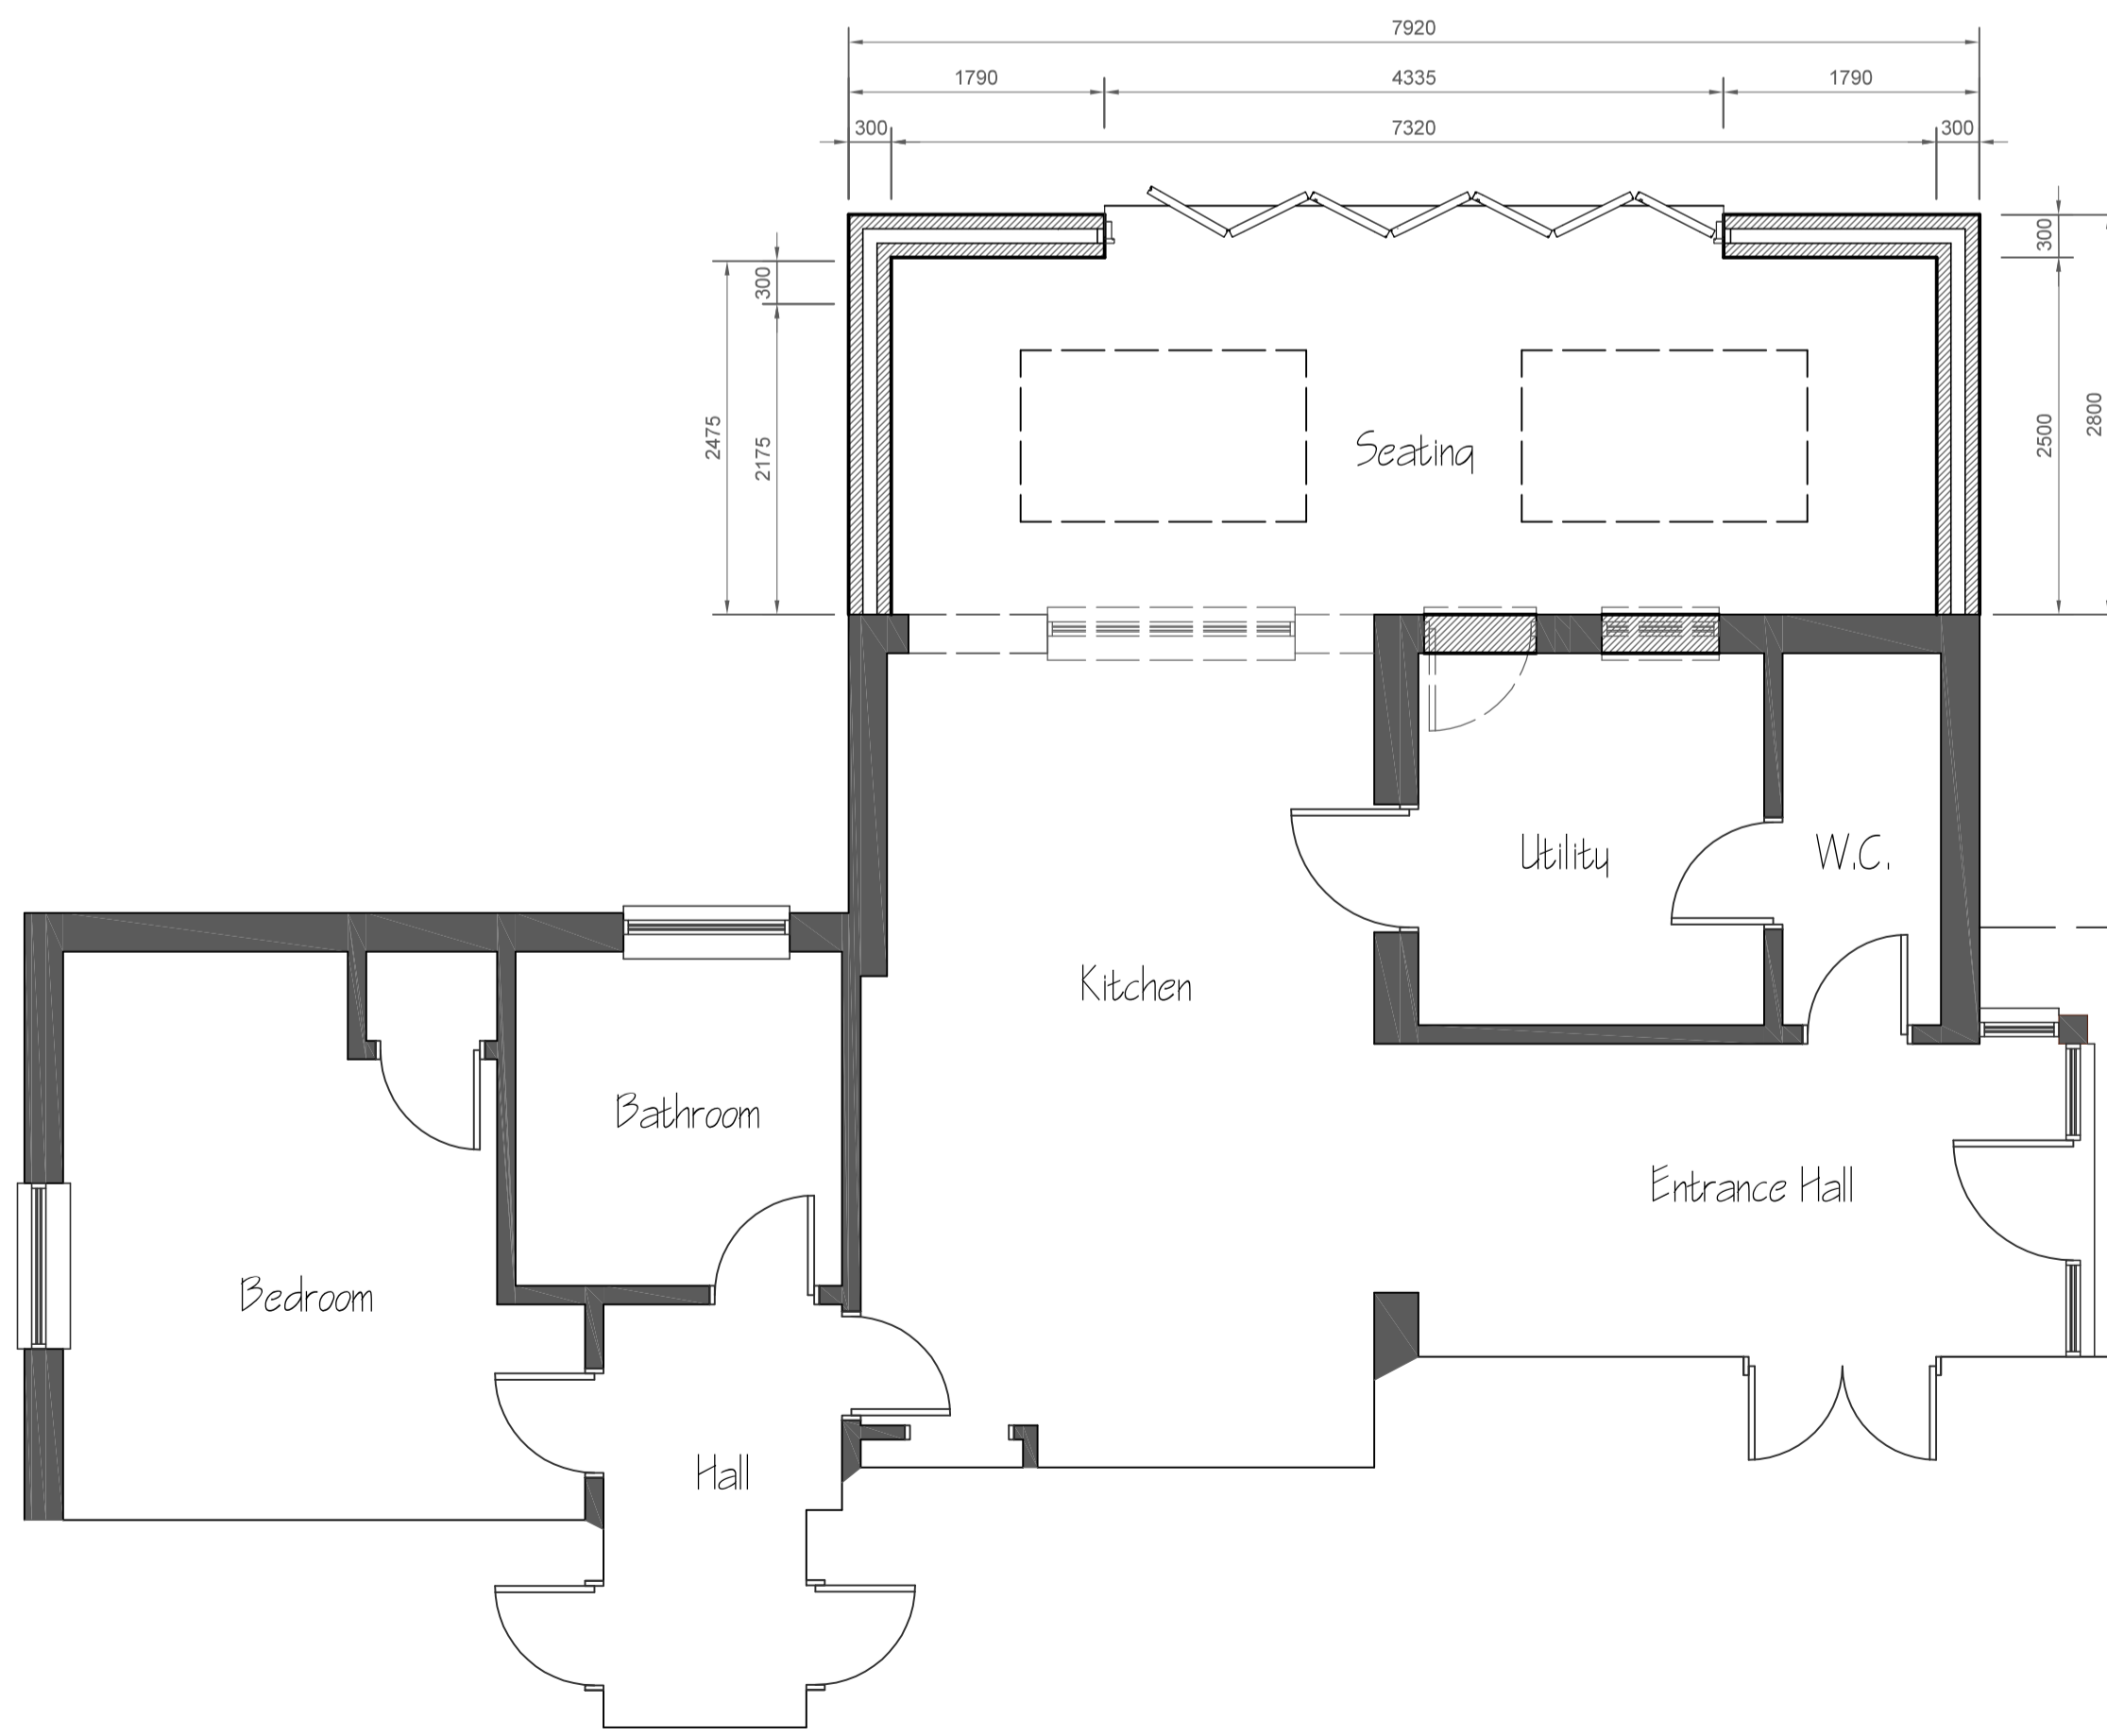 7920
1790 4335 1790
300 7320 300
300
300
2475
2175
2500
2800
Seating
Utility
W.C.
Kitchen
Bathroom
Entrance Hall
Bedroom
Hall